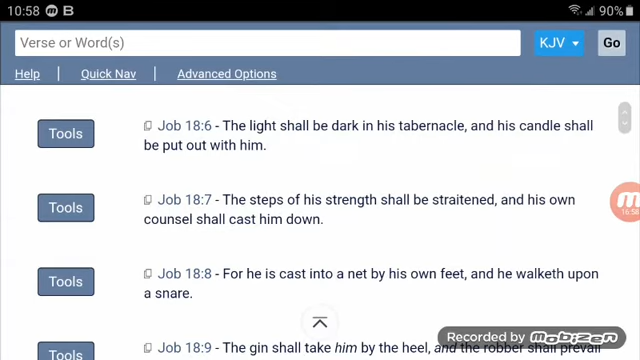 10:58 B 90%
Verse or Word(s) KJV Go
Help | Quick Nav | Advanced Options
Tools Job 18:6 - The light shall be dark in his tabernacle, and his candle shall
be put out with him.
Tools Job 18:7 - The steps of his strength shall be straitened, and his own
counsel shall cast him down.
16:58
Tools Job 18:8 - For he is cast into a net by his own feet, and he walketh upon
a snare.
Recorded by Mobizen
Tools Job 18:9 - The gin shall take him by the heel, and the robber shall prevail